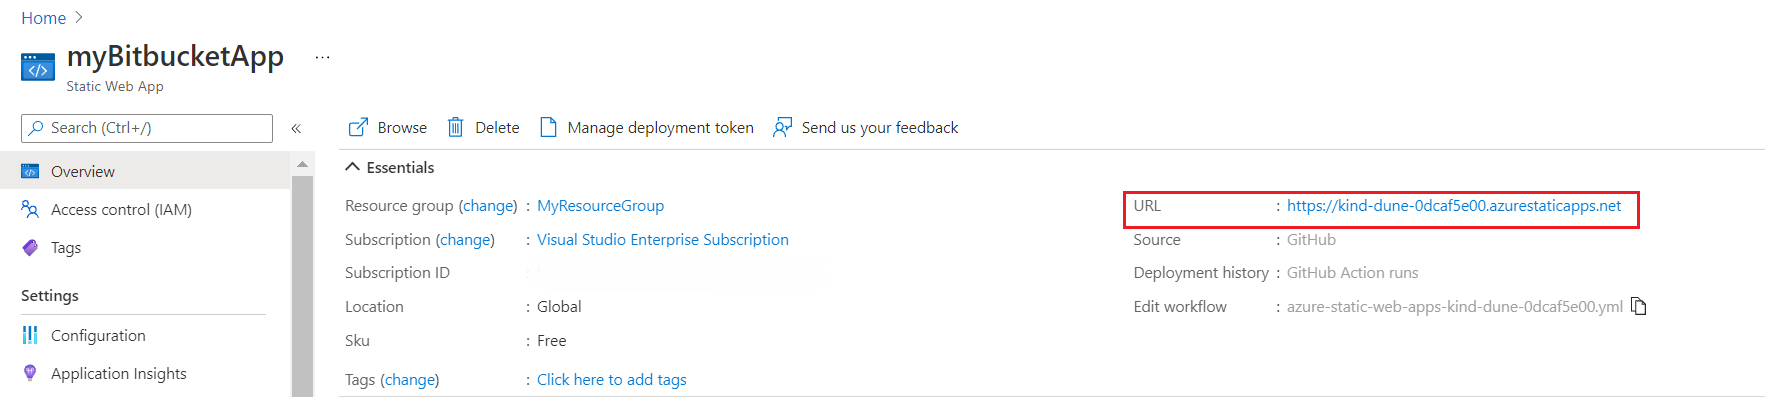 Home
myBitbucketApp ...
Static Web App
Search (Ctrl+/)
Overview
Access control (IAM)
Tags
Settings
Configuration
Application Insights
Browse Delete Manage deployment token Send us your feedback
Essentials
Resource group (change) : MyResourceGroup
Subscription (change) : Visual Studio Enterprise Subscription
Subscription ID :
Location : Global
Sku : Free
Tags (change) : Click here to add tags
URL : https://kind-dune-0dcaf5e00.azurestaticapps.net
Source : GitHub
Deployment history : GitHub Action runs
Edit workflow : azure-static-web-apps-kind-dune-0dcaf5e00.yml